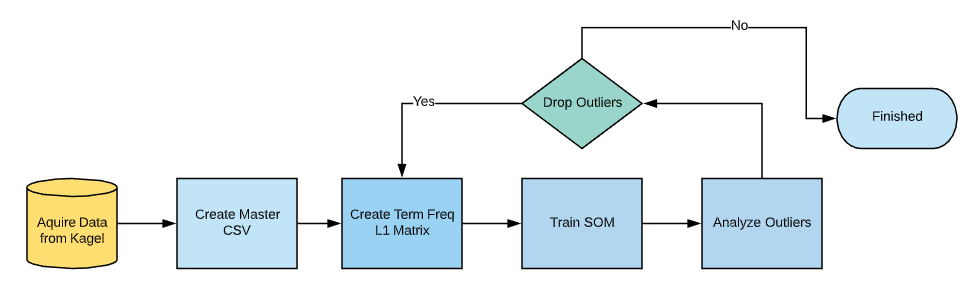 No
Drop Outliers
Yes
Finished
Aquire Data
from Kagel
Create Master
CSV
Create Term Freq
L1 Matrix
Train SOM
Analyze Outliers